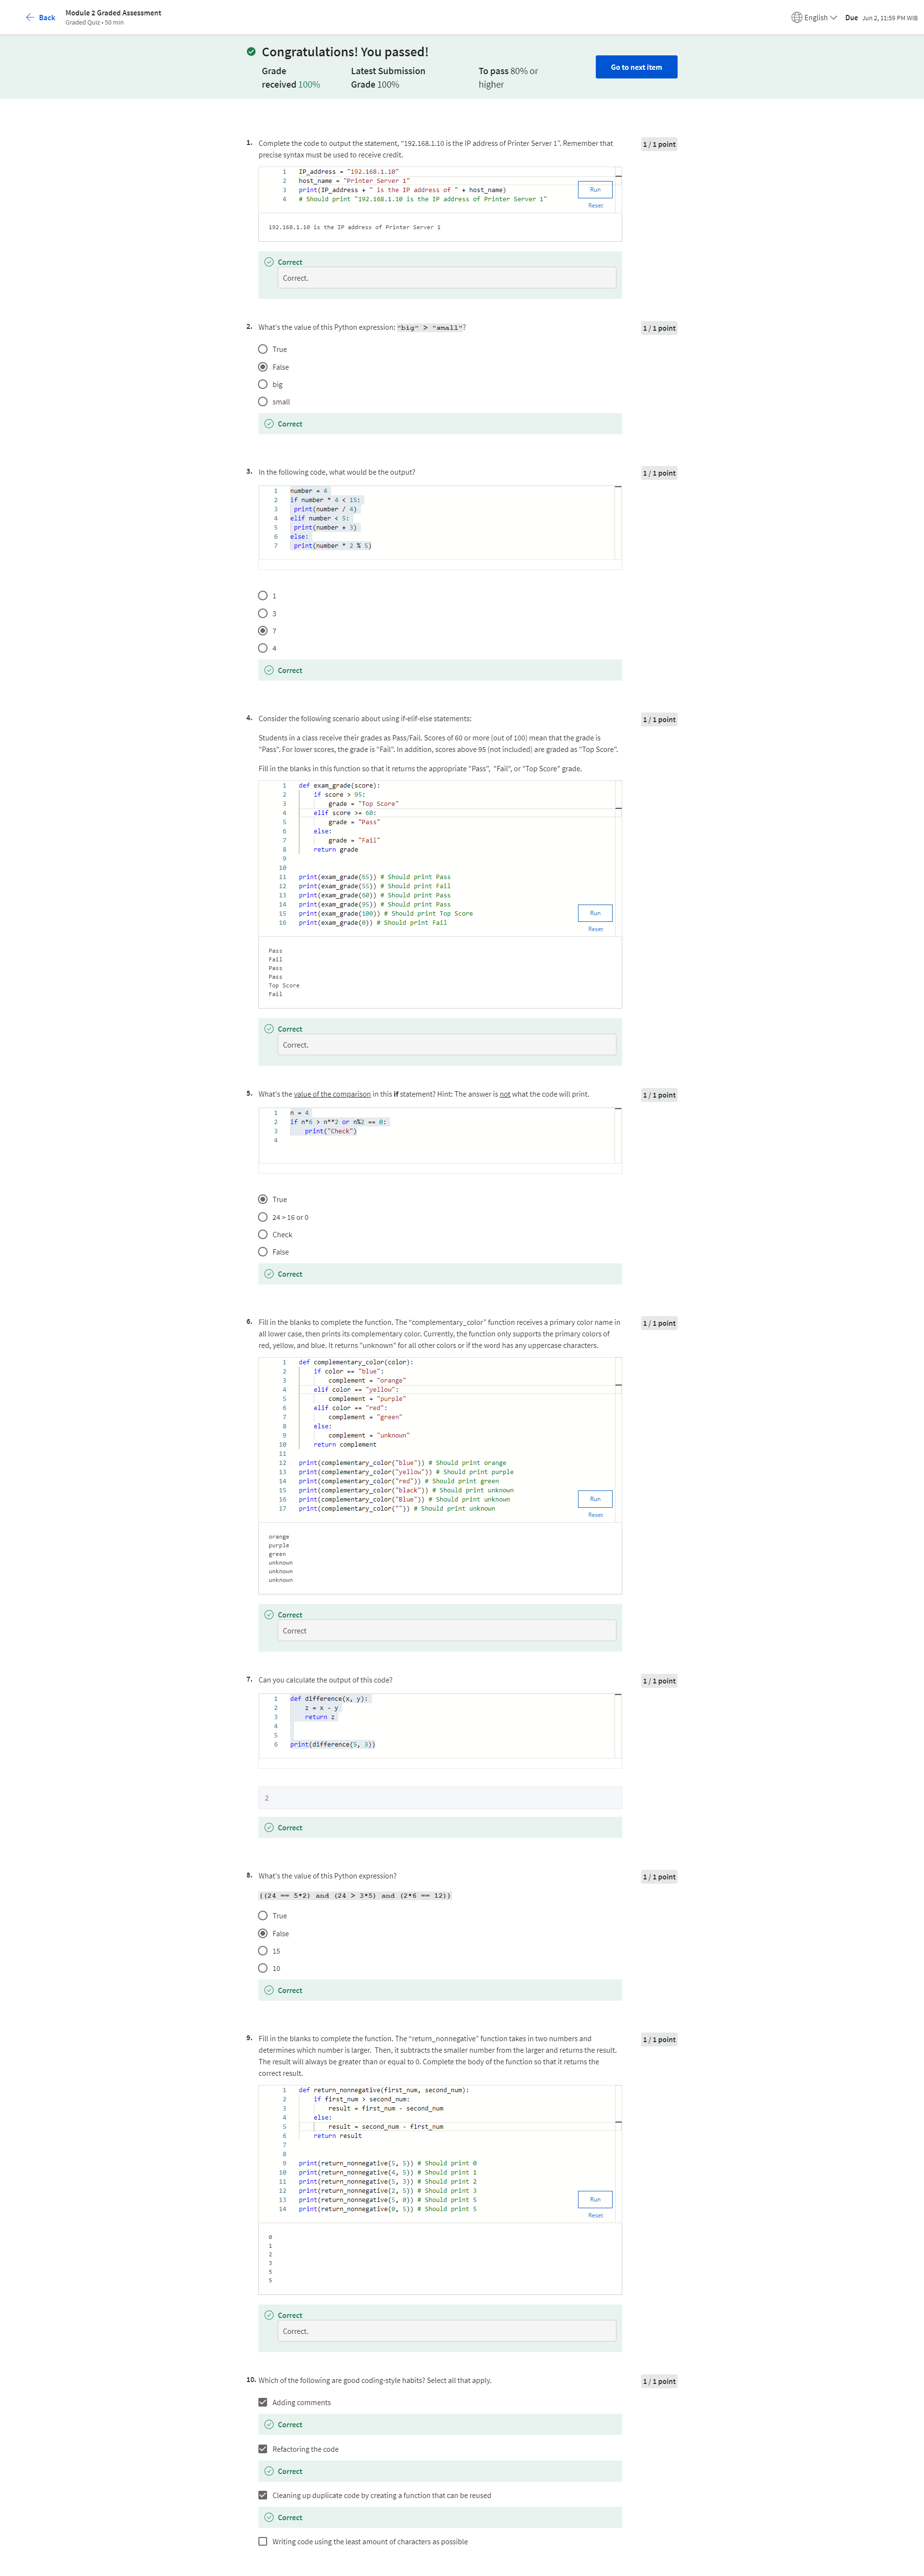 Back
Module 2 Graded Assessment
Graded Quiz • 50 min
English
Due Jun 2, 11:59 PM WIB
Congratulations! You passed!
Grade received 100%
Latest Submission Grade 100%
To pass 80% or higher
Go to next item
1. Complete the code to output the statement, "192.168.1.10 is the IP address of Printer Server 1". Remember that
precise syntax must be used to receive credit.
1 / 1 point
1 IP_address = "192.168.1.10"
2 host_name = "Printer Server 1"
3 print(IP_address + " is the IP address of " + host_name)
4 # Should print "192.168.1.10 is the IP address of Printer Server 1"
Run
Reset
192.168.1.10 is the IP address of Printer Server 1
Correct
Correct.
2. What's the value of this Python expression: "big" > "small"?
1 / 1 point
True
False
big
small
Correct
3. In the following code, what would be the output?
1 / 1 point
1 number = 4
2 if number * 4 < 15:
3 print(number / 4)
4 elif number < 5:
5 print(number + 3)
6 else:
7 print(number * 2 % 5)
1
3
7
4
Correct
4. Consider the following scenario about using if-elif-else statements:
1 / 1 point
Students in a class receive their grades as Pass/Fail. Scores of 60 or more (out of 100) mean that the grade is
"Pass". For lower scores, the grade is "Fail". In addition, scores above 95 (not included) are graded as "Top Score".
Fill in the blanks in this function so that it returns the appropriate "Pass", "Fail", or "Top Score" grade.
1 def exam_grade(score):
2 if score > 95:
3 grade = "Top Score"
4 elif score >= 60:
5 grade = "Pass"
6 else:
7 grade = "Fail"
8 return grade
9
10
11 print(exam_grade(65)) # Should print Pass
12 print(exam_grade(55)) # Should print Fail
13 print(exam_grade(60)) # Should print Pass
14 print(exam_grade(95)) # Should print Pass
15 print(exam_grade(100)) # Should print Top Score
16 print(exam_grade(0)) # Should print Fail
Run
Reset
Pass
Fail
Pass
Pass
Top Score
Fail
Correct
Correct.
5. What's the value of the comparison in this if statement? Hint: The answer is not what the code will print.
1 / 1 point
1 n = 4
2 if n*6 > n**2 or n%2 == 0:
3 print("Check")
4
True
24 > 16 or 0
Check
False
Correct
6. Fill in the blanks to complete the function. The "complementary_color" function receives a primary color name in
all lower case, then prints its complementary color. Currently, the function only supports the primary colors of
red, yellow, and blue. It returns "unknown" for all other colors or if the word has any uppercase characters.
1 / 1 point
1 def complementary_color(color):
2 if color == "blue":
3 complement = "orange"
4 elif color == "yellow":
5 complement = "purple"
6 elif color == "red":
7 complement = "green"
8 else:
9 complement = "unknown"
10 return complement
11
12 print(complementary_color("blue")) # Should print orange
13 print(complementary_color("yellow")) # Should print purple
14 print(complementary_color("red")) # Should print green
15 print(complementary_color("black")) # Should print unknown
16 print(complementary_color("Blue")) # Should print unknown
17 print(complementary_color("")) # Should print unknown
Run
Reset
orange
purple
green
unknown
unknown
unknown
Correct
Correct
7. Can you calculate the output of this code?
1 / 1 point
1 def difference(x, y):
2 z = x - y
3 return z
4
5
6 print(difference(5, 3))
2
Correct
8. What's the value of this Python expression?
1 / 1 point
((24 == 5*2) and (24 > 3*5) and (2*6 == 12))
True
False
15
10
Correct
9. Fill in the blanks to complete the function. The "return_nonnegative" function takes in two numbers and
determines which number is larger. Then, it subtracts the smaller number from the larger and returns the result.
The result will always be greater than or equal to 0. Complete the body of the function so that it returns the
correct result.
1 / 1 point
1 def return_nonnegative(first_num, second_num):
2 if first_num > second_num:
3 result = first_num - second_num
4 else:
5 result = second_num - first_num
6 return result
7
8
9 print(return_nonnegative(5, 5)) # Should print 0
10 print(return_nonnegative(4, 5)) # Should print 1
11 print(return_nonnegative(5, 3)) # Should print 2
12 print(return_nonnegative(2, 5)) # Should print 3
13 print(return_nonnegative(5, 0)) # Should print 5
14 print(return_nonnegative(0, 5)) # Should print 5
Run
Reset
0
1
2
3
5
5
Correct
Correct.
10. Which of the following are good coding-style habits? Select all that apply.
1 / 1 point
Adding comments
Correct
Refactoring the code
Correct
Cleaning up duplicate code by creating a function that can be reused
Correct
Writing code using the least amount of characters as possible